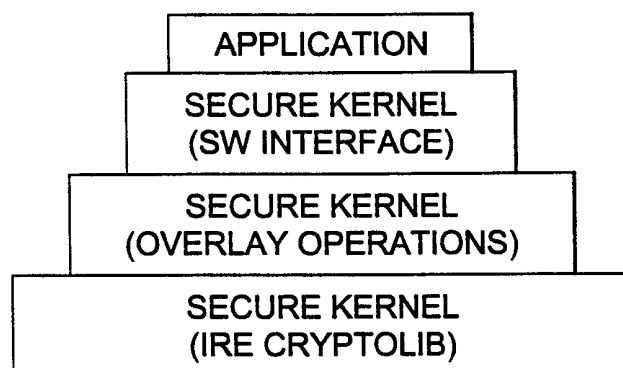 APPLICATION
SECURE KERNEL
(SW INTERFACE)
SECURE KERNEL
(OVERLAY OPERATIONS)
SECURE KERNEL
(IRE CRYPTOLIB)